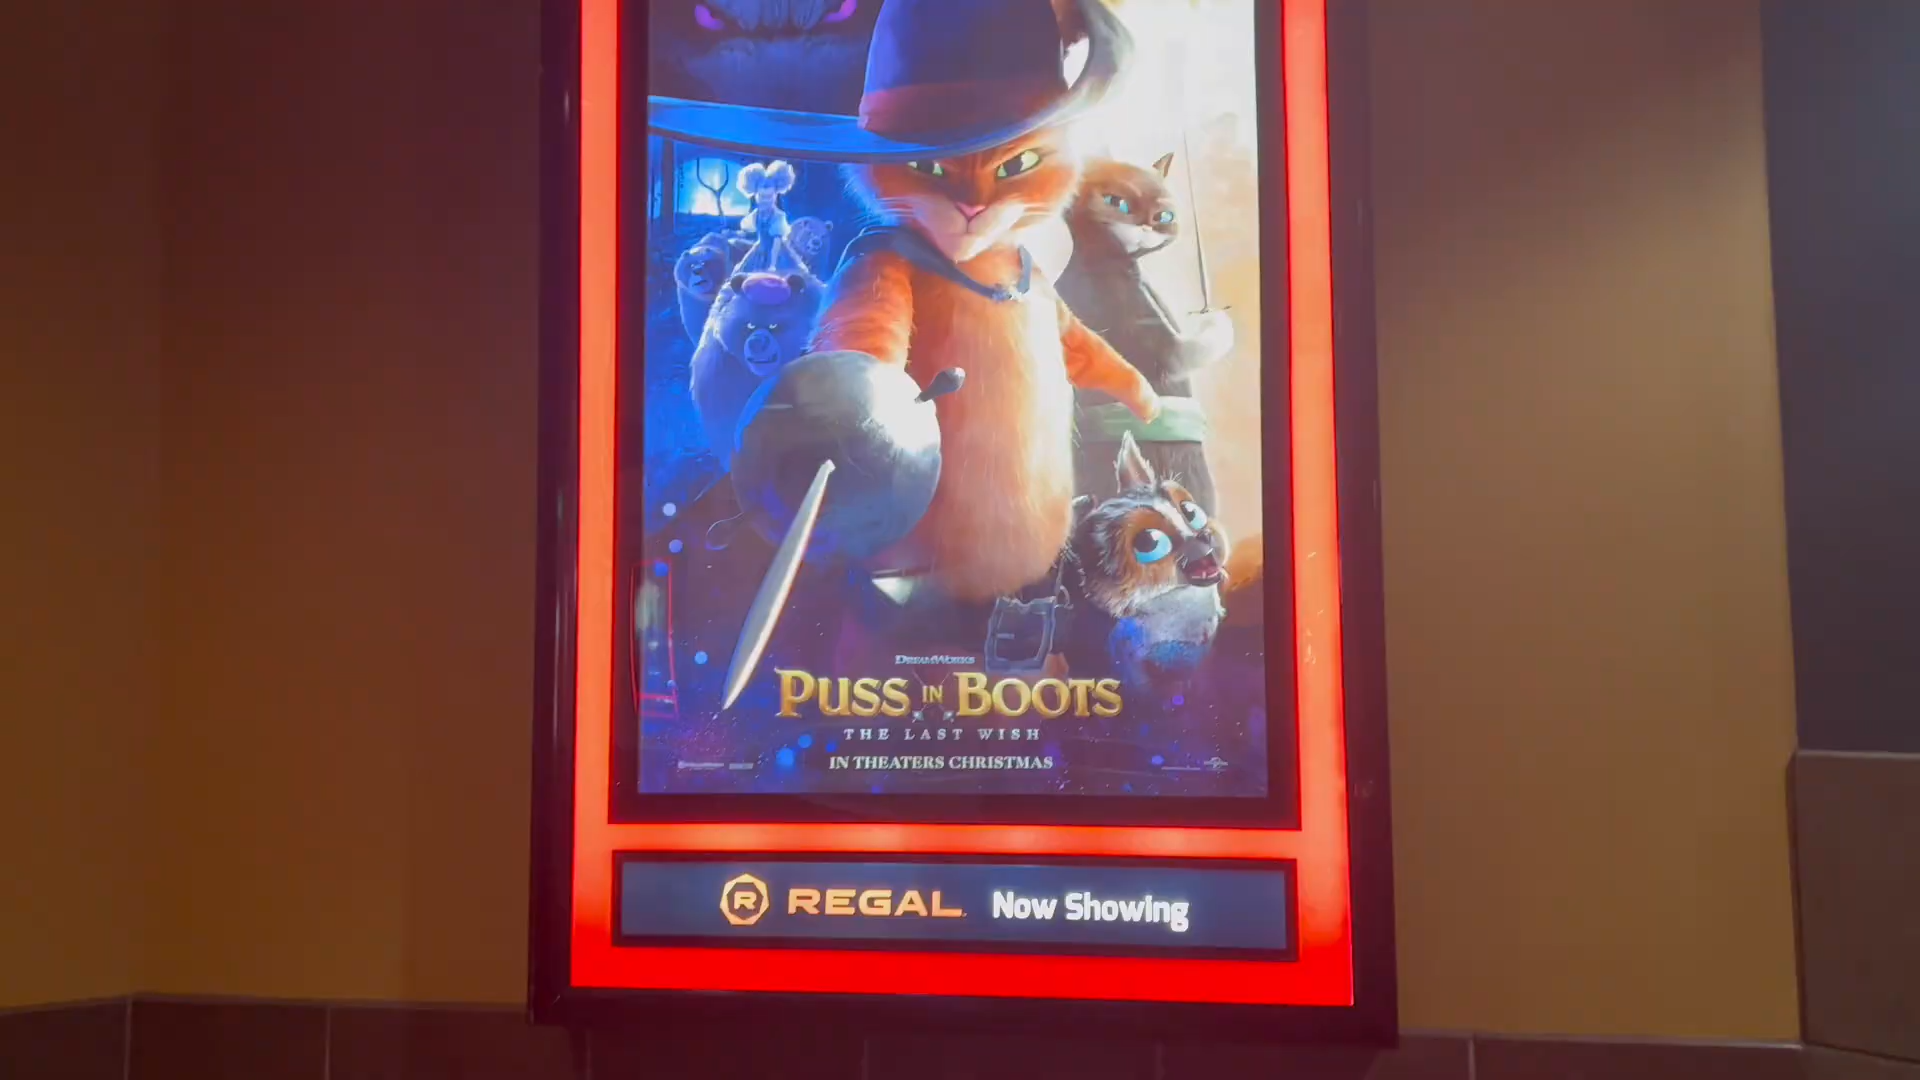 DREAMWORKS
PUSS IN BOOTS
THE LAST WISH
IN THEATERS CHRISTMAS
R REGAL Now Showing